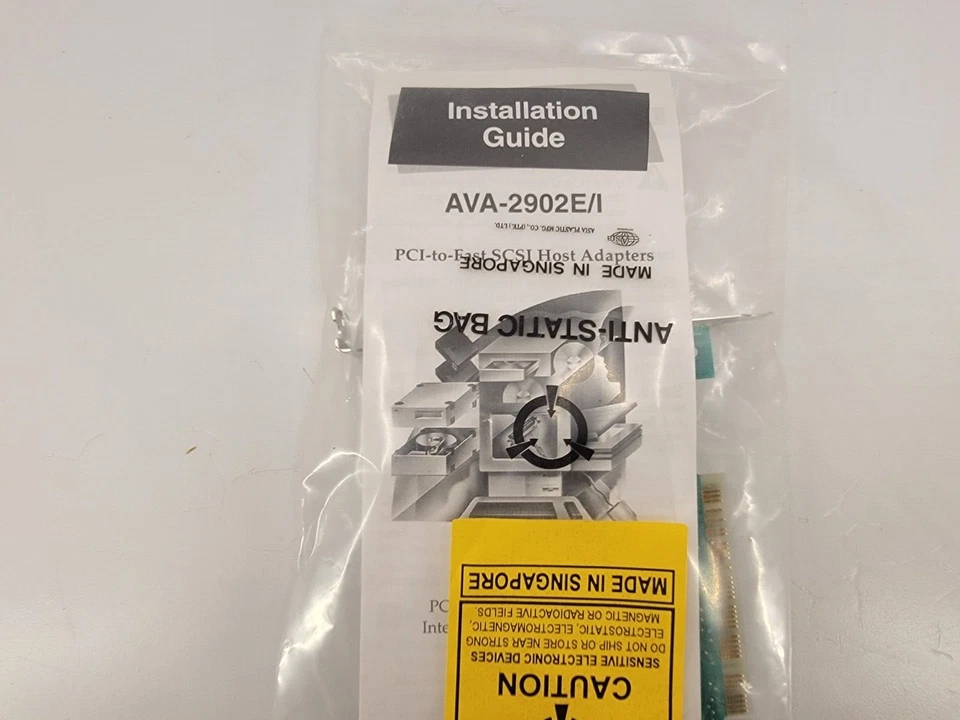 Installation
Guide
AVA-2902E/I
ASIA PLASTIC MFG. CO., (PTE) LTD.
PCI-to-Fast SCSI Host Adapters
MADE IN SINGAPORE
ANTI-STATIC BAG
PC
Inte
CAUTION
SENSITIVE ELECTRONIC DEVICES
DO NOT SHIP OR STORE NEAR STRONG
ELECTROSTATIC, ELECTROMAGNETIC,
MAGNETIC OR RADIOACTIVE FIELDS.
MADE IN SINGAPORE